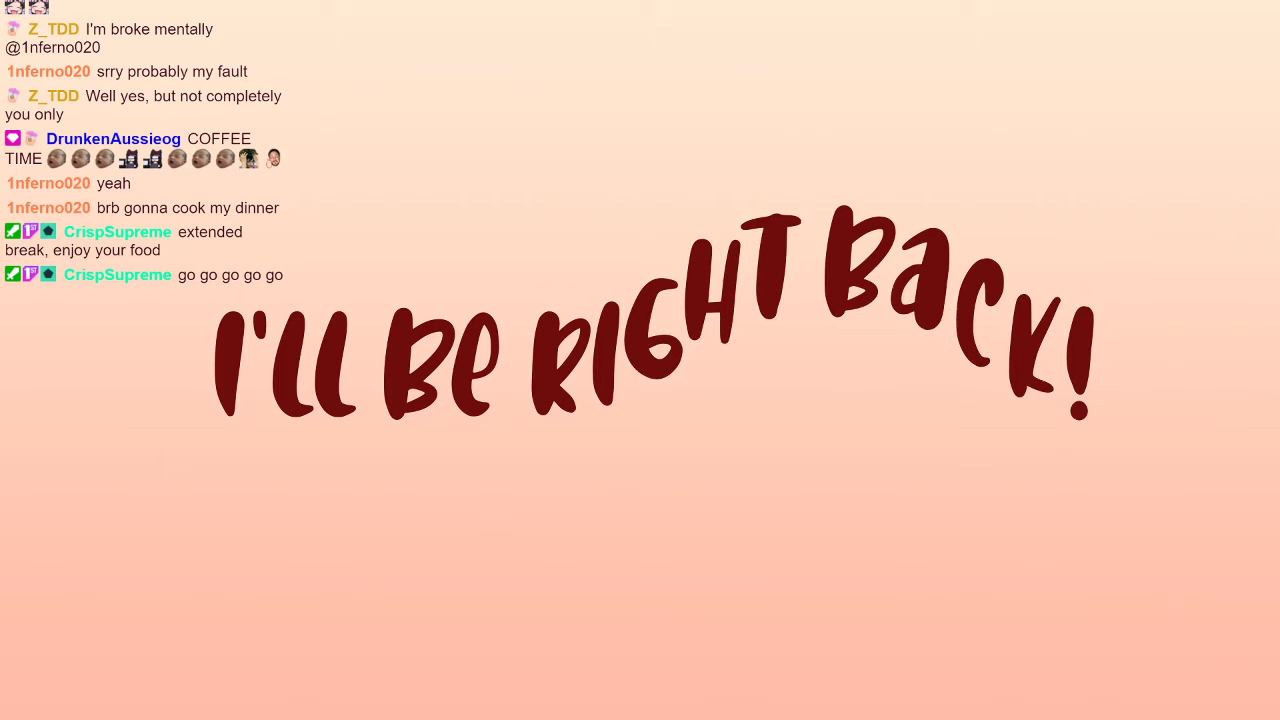 Z_TDD I'm broke mentally
@1nferno020
1nferno020 srry probably my fault
Z_TDD Well yes, but not completely
you only
DrunkenAussieog COFFEE
TIME
1nferno020 yeah
1nferno020 brb gonna cook my dinner
1ST CrispSupreme extended
break, enjoy your food
1ST CrispSupreme go go go go go
I'LL Be RIGHT BaCK!